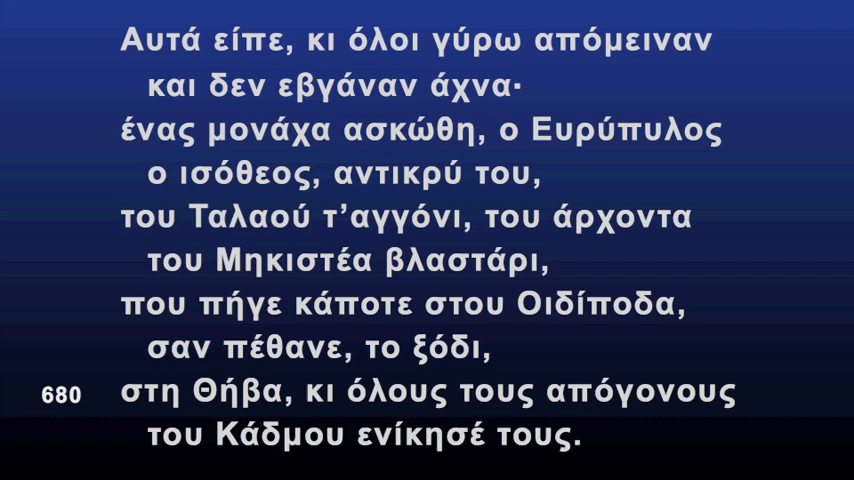 Αυτά είπε, κι όλοι γύρω απόμειναν
και δεν εβγάναν άχνα·
ένας μονάχα ασκώθη, ο Ευρύπυλος
ο ισόθεος, αντικρύ του,
του Ταλαού τ’αγγόνι, του άρχοντα
του Μηκιστέα βλαστάρι,
που πήγε κάποτε στου Οιδίποδα,
σαν πέθανε, το ξόδι,
680 στη Θήβα, κι όλους τους απόγονους
του Κάδμου ενίκησέ τους.